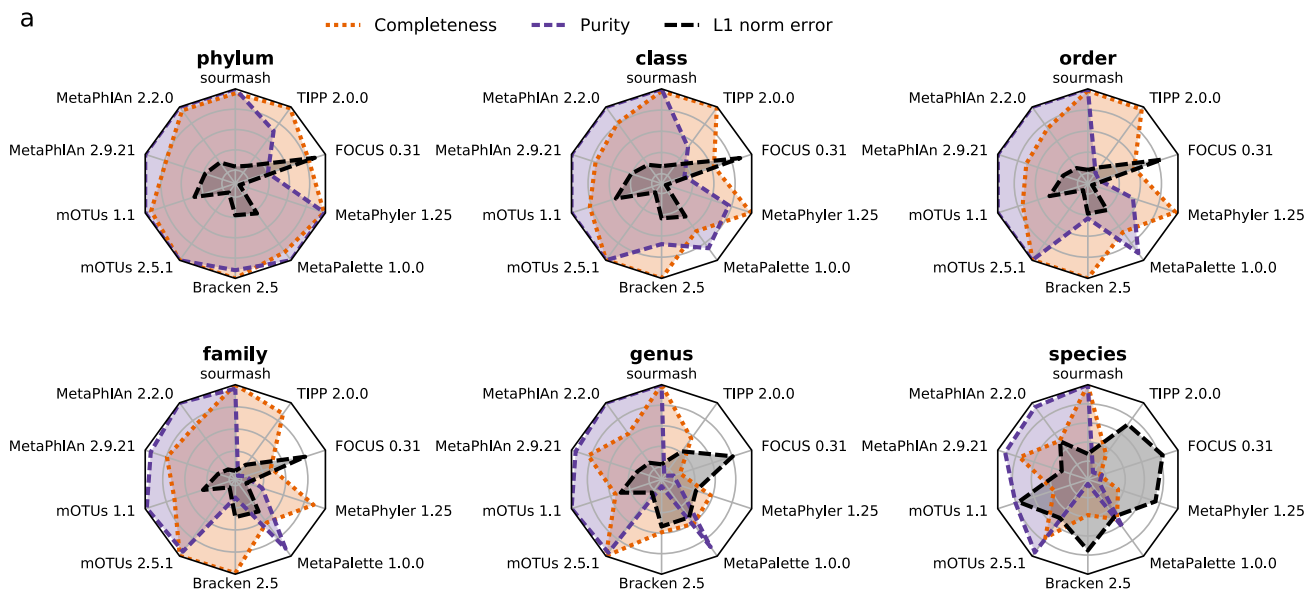 a
Completeness Purity L1 norm error
phylum
sourmash
TIPP 2.0.0
FOCUS 0.31
MetaPhyler 1.25
MetaPalette 1.0.0
Bracken 2.5
mOTUs 2.5.1
mOTUs 1.1
MetaPhlAn 2.9.21
MetaPhlAn 2.2.0
class
sourmash
TIPP 2.0.0
FOCUS 0.31
MetaPhyler 1.25
MetaPalette 1.0.0
Bracken 2.5
mOTUs 2.5.1
mOTUs 1.1
MetaPhlAn 2.9.21
MetaPhlAn 2.2.0
order
sourmash
TIPP 2.0.0
FOCUS 0.31
MetaPhyler 1.25
MetaPalette 1.0.0
Bracken 2.5
mOTUs 2.5.1
mOTUs 1.1
MetaPhlAn 2.9.21
MetaPhlAn 2.2.0
family
sourmash
TIPP 2.0.0
FOCUS 0.31
MetaPhyler 1.25
MetaPalette 1.0.0
Bracken 2.5
mOTUs 2.5.1
mOTUs 1.1
MetaPhlAn 2.9.21
MetaPhlAn 2.2.0
genus
sourmash
TIPP 2.0.0
FOCUS 0.31
MetaPhyler 1.25
MetaPalette 1.0.0
Bracken 2.5
mOTUs 2.5.1
mOTUs 1.1
MetaPhlAn 2.9.21
MetaPhlAn 2.2.0
species
sourmash
TIPP 2.0.0
FOCUS 0.31
MetaPhyler 1.25
MetaPalette 1.0.0
Bracken 2.5
mOTUs 2.5.1
mOTUs 1.1
MetaPhlAn 2.9.21
MetaPhlAn 2.2.0